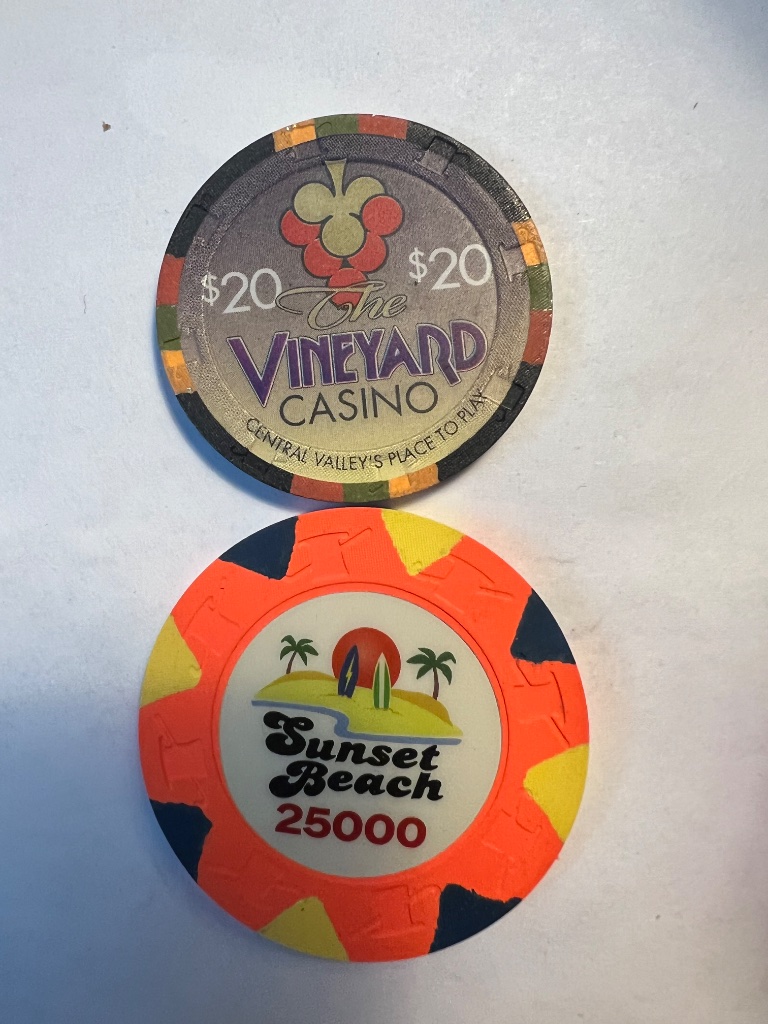 $20 $20
The
VINEYARD
CASINO
CENTRAL VALLEY'S PLACE TO PLAY
Sunset
Beach
25000